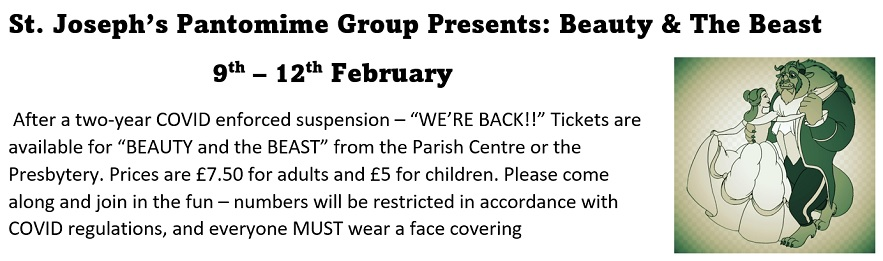 St. Joseph's Pantomime Group Presents: Beauty & The Beast
9th – 12th February
After a two-year COVID enforced suspension – "WE'RE BACK!!" Tickets are
available for "BEAUTY and the BEAST" from the Parish Centre or the
Presbytery. Prices are £7.50 for adults and £5 for children. Please come
along and join in the fun – numbers will be restricted in accordance with
COVID regulations, and everyone MUST wear a face covering